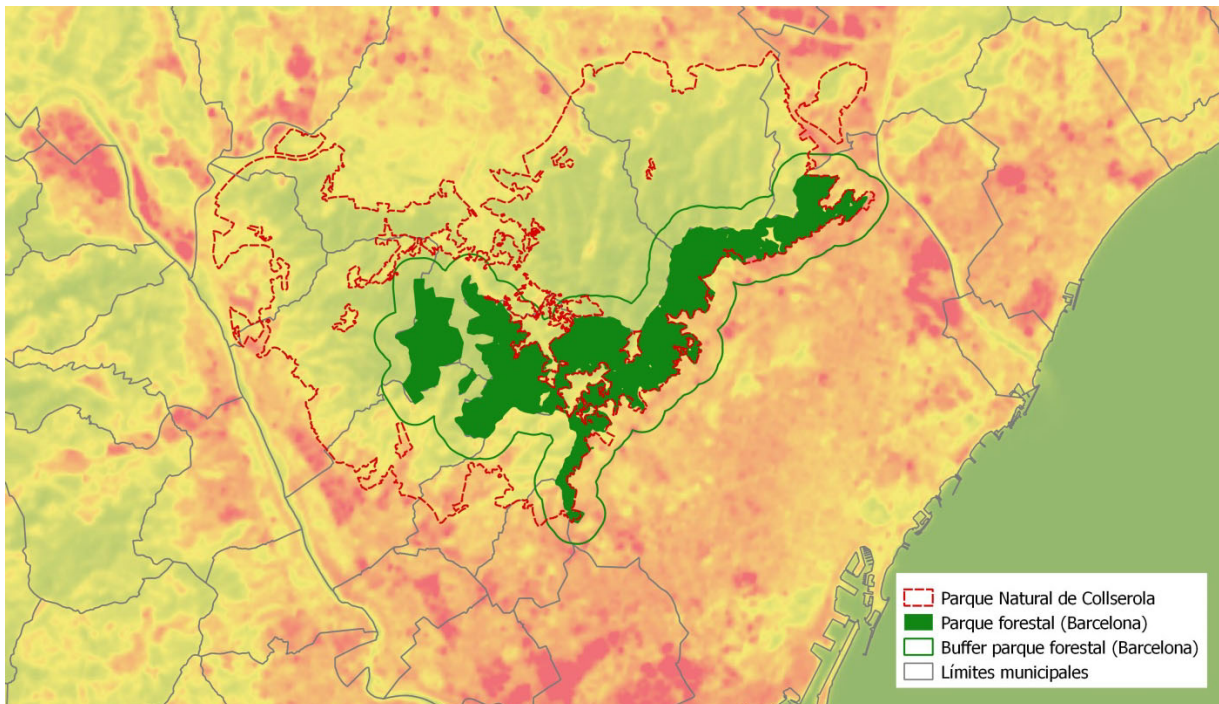 Parque Natural de Collserola
Parque forestal (Barcelona)
Buffer parque forestal (Barcelona)
Límites municipales